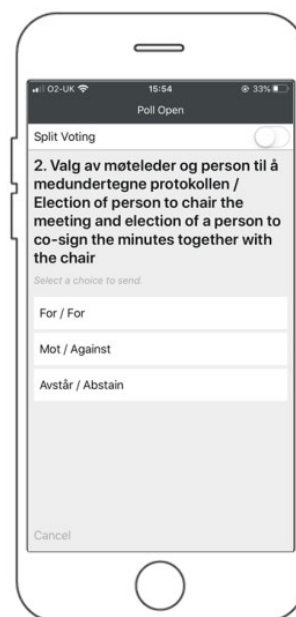 O2-UK 15:54 33%
Poll Open
Split Voting
2. Valg av møteleder og person til å
medundertegne protokollen /
Election of person to chair the
meeting and election of a person to
co-sign the minutes together with
the chair
Select a choice to send.
For / For
Mot / Against
Avstår / Abstain
Cancel